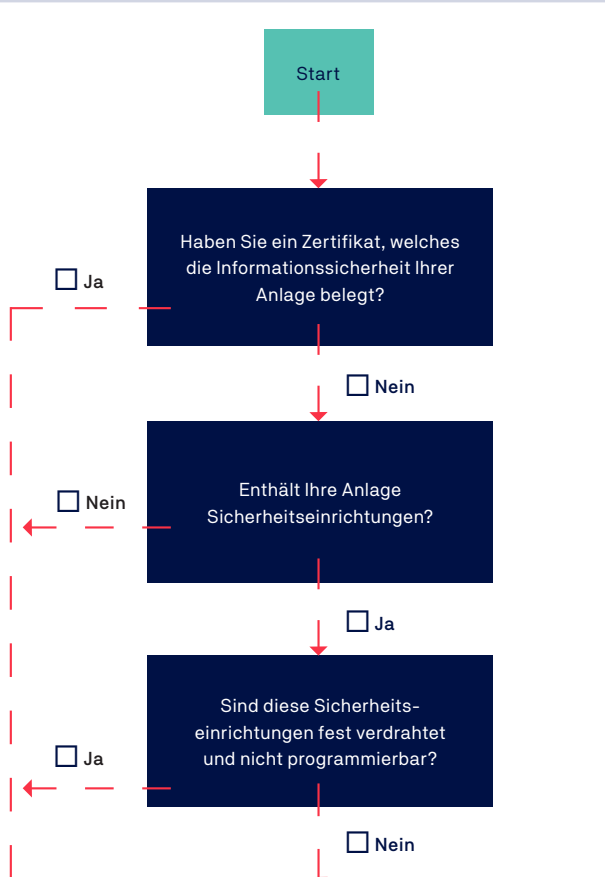 Start
Haben Sie ein Zertifikat, welches
die Informationssicherheit Ihrer
Anlage belegt?
Ja
Nein
Enthält Ihre Anlage
Sicherheitseinrichtungen?
Nein
Ja
Sind diese Sicherheits-
einrichtungen fest verdrahtet
und nicht programmierbar?
Ja
Nein